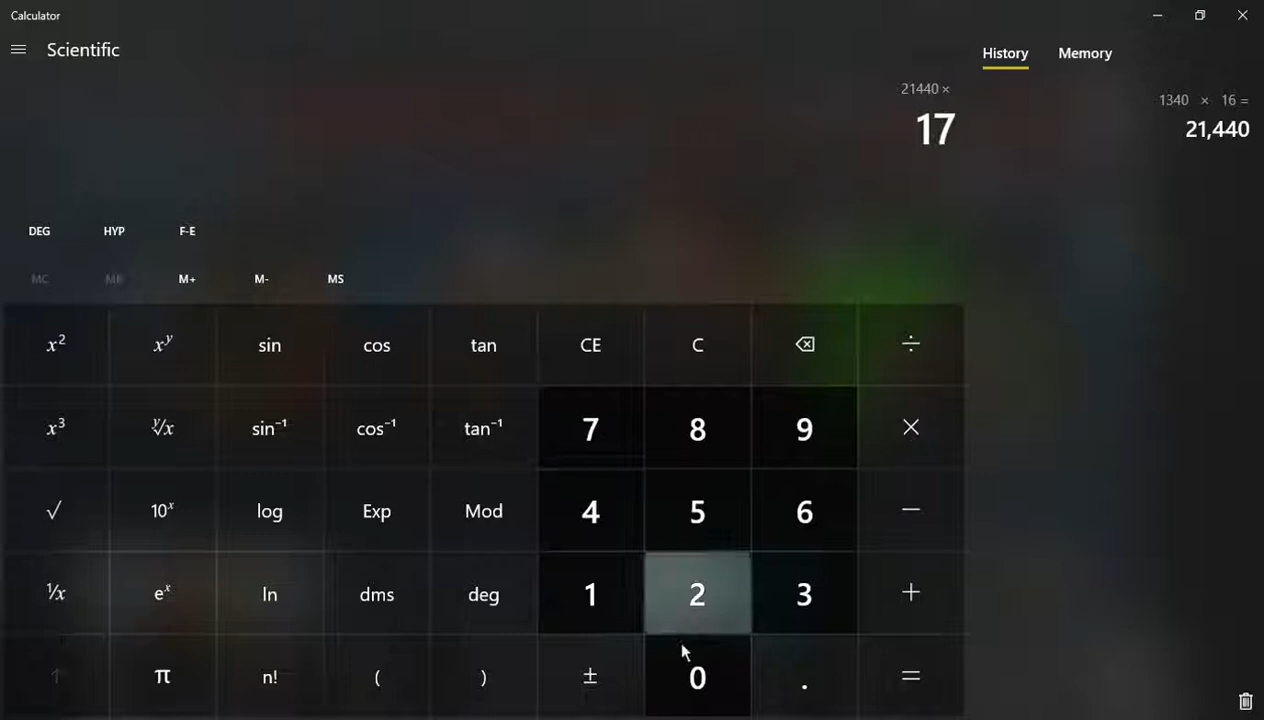 Calculator
Scientific
History Memory
21440 ×
17
1340 × 16 =
21,440
DEG HYP F-E
MC MR M+ M- MS
x² xʸ sin cos tan CE C ÷
x³ ʸ√x sin⁻¹ cos⁻¹ tan⁻¹ 7 8 9 ×
√ 10ˣ log Exp Mod 4 5 6 −
¹/x eˣ ln dms deg 1 2 3 +
↑ π n! ( ) ± 0 . =